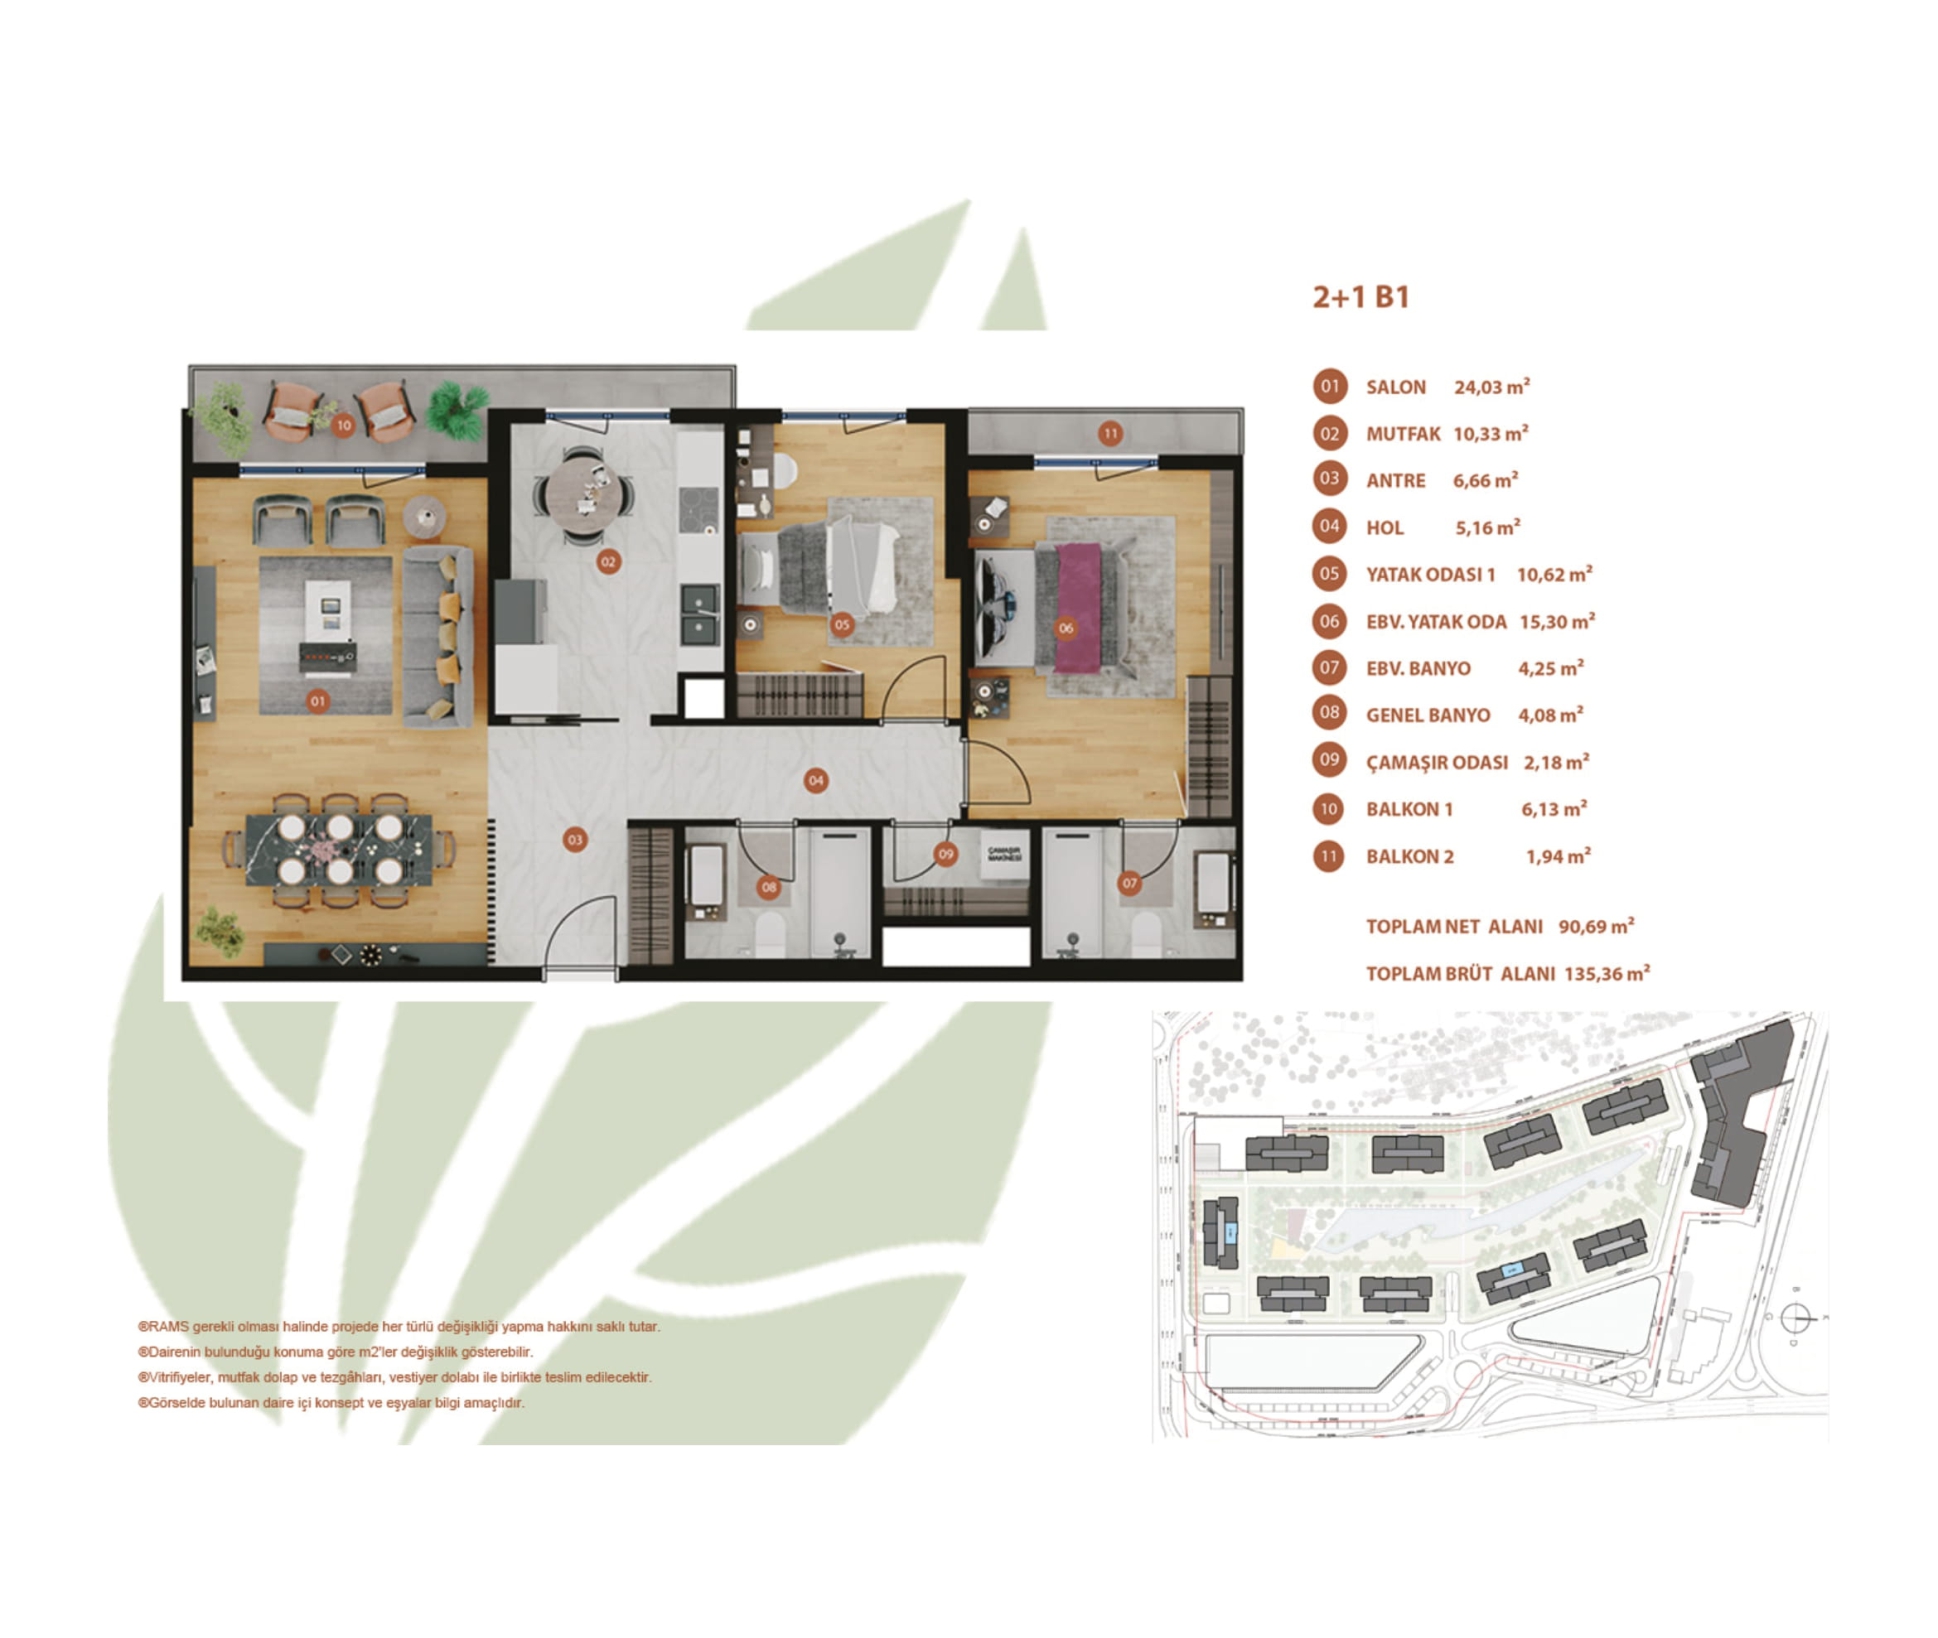 2+1 B1
01 SALON 24,03 m²
02 MUTFAK 10,33 m²
03 ANTRE 6,66 m²
04 HOL 5,16 m²
05 YATAK ODASI 1 10,62 m²
06 EBV. YATAK ODA 15,30 m²
07 EBV. BANYO 4,25 m²
08 GENEL BANYO 4,08 m²
09 ÇAMAŞIR ODASI 2,18 m²
10 BALKON 1 6,13 m²
11 BALKON 2 1,94 m²
TOPLAM NET ALANI 90,69 m²
TOPLAM BRÜT ALANI 135,36 m²
10
11
02
05
06
01
04
03
09
ÇAMAŞIR
MAKİNESİ
08
07
®RAMS gerekli olması halinde projede her türlü değişikliği yapma hakkını saklı tutar.
®Dairenin bulunduğu konuma göre m2'ler değişiklik gösterebilir.
®Vitrifiyeler, mutfak dolap ve tezgâhları, vestiyer dolabı ile birlikte teslim edilecektir.
®Görselde bulunan daire içi konsept ve eşyalar bilgi amaçlıdır.